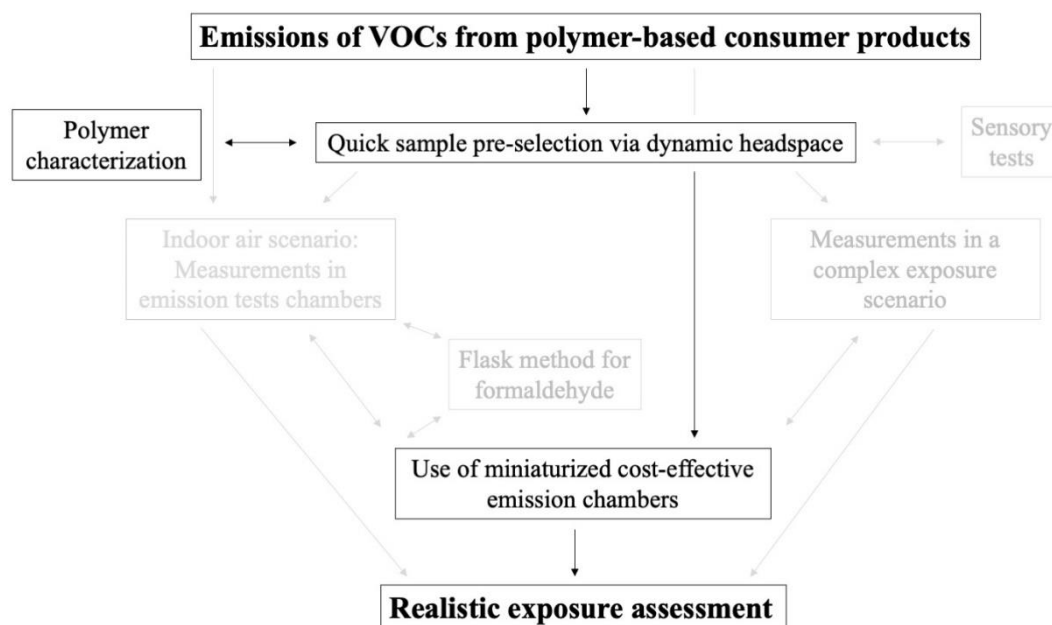 Emissions of VOCs from polymer-based consumer products
Polymer
characterization
Quick sample pre-selection via dynamic headspace
Sensory
tests
Indoor air scenario:
Measurements in
emission tests chambers
Measurements in a
complex exposure
scenario
Flask method for
formaldehyde
Use of miniaturized cost-effective
emission chambers
Realistic exposure assessment